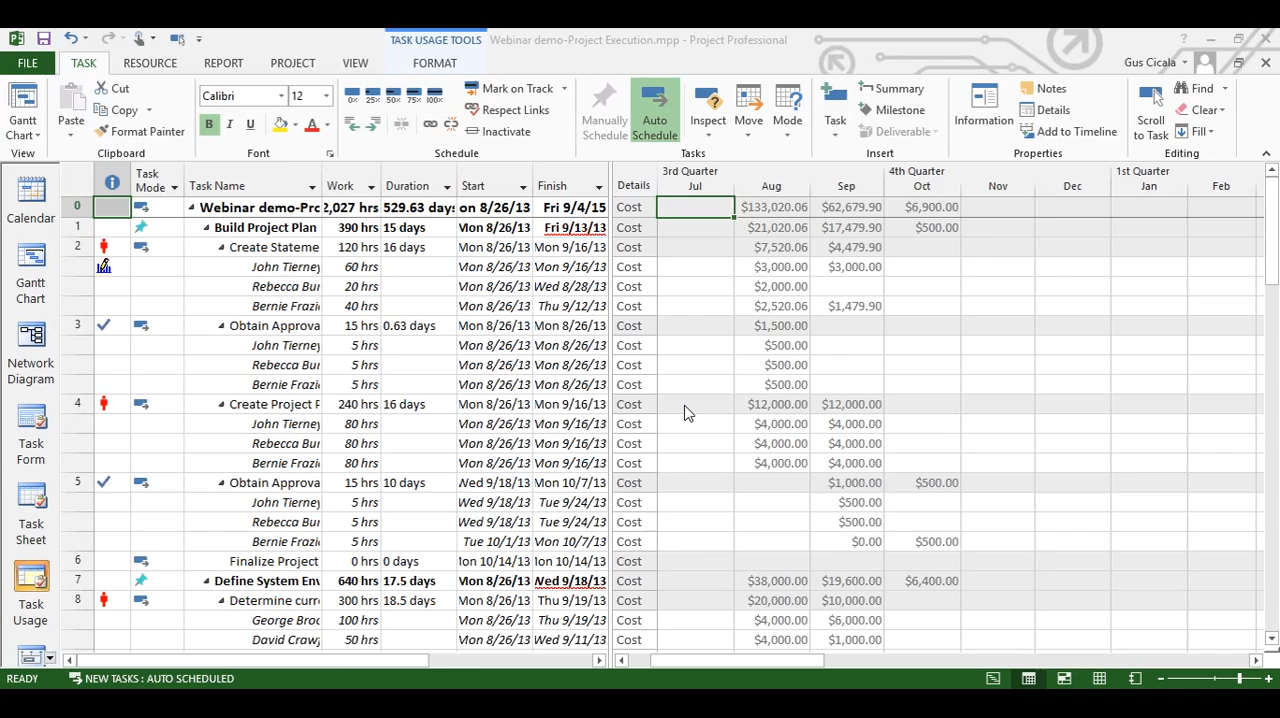 TASK USAGE TOOLS
Webinar demo-Project Execution.mpp - Project Professional
FILE TASK RESOURCE REPORT PROJECT VIEW FORMAT Gus Cicala
Gantt Chart
View
Paste
Cut
Copy
Format Painter
Clipboard
Calibri 12
B I U A
Font
0% 25% 50% 75% 100%
Mark on Track
Respect Links
Inactivate
Schedule
Manually Schedule
Auto Schedule
Inspect
Move
Mode
Tasks
Task
Summary
Milestone
Deliverable
Insert
Information
Notes
Details
Add to Timeline
Properties
Scroll to Task
Find
Clear
Fill
Editing
Calendar
Gantt Chart
Network Diagram
Task Form
Task Sheet
Task Usage
Task Mode Task Name Work Duration Start Finish Details
3rd Quarter 4th Quarter 1st Quarter
Jul Aug Sep Oct Nov Dec Jan Feb
0 Webinar demo-Pro 2,027 hrs 529.63 days on 8/26/13 Fri 9/4/15 Cost $133,020.06 $62,679.90 $6,900.00
1 Build Project Plan 390 hrs 15 days Mon 8/26/13 Fri 9/13/13 Cost $21,020.06 $17,479.90 $500.00
2 Create Stateme 120 hrs 16 days Mon 8/26/13 Mon 9/16/13 Cost $7,520.06 $4,479.90
John Tierney 60 hrs Mon 8/26/13 Mon 9/16/13 Cost $3,000.00 $3,000.00
Rebecca Bur 20 hrs Mon 8/26/13 Wed 8/28/13 Cost $2,000.00
Bernie Frazie 40 hrs Mon 8/26/13 Thu 9/12/13 Cost $2,520.06 $1,479.90
3 Obtain Approva 15 hrs 0.63 days Mon 8/26/13 Mon 8/26/13 Cost $1,500.00
John Tierney 5 hrs Mon 8/26/13 Mon 8/26/13 Cost $500.00
Rebecca Bur 5 hrs Mon 8/26/13 Mon 8/26/13 Cost $500.00
Bernie Frazie 5 hrs Mon 8/26/13 Mon 8/26/13 Cost $500.00
4 Create Project P 240 hrs 16 days Mon 8/26/13 Mon 9/16/13 Cost $12,000.00 $12,000.00
John Tierney 80 hrs Mon 8/26/13 Mon 9/16/13 Cost $4,000.00 $4,000.00
Rebecca Bur 80 hrs Mon 8/26/13 Mon 9/16/13 Cost $4,000.00 $4,000.00
Bernie Frazie 80 hrs Mon 8/26/13 Mon 9/16/13 Cost $4,000.00 $4,000.00
5 Obtain Approva 15 hrs 10 days Wed 9/18/13 Mon 10/7/13 Cost $1,000.00 $500.00
John Tierney 5 hrs Wed 9/18/13 Tue 9/24/13 Cost $500.00
Rebecca Bur 5 hrs Wed 9/18/13 Tue 9/24/13 Cost $500.00
Bernie Frazie 5 hrs Tue 10/1/13 Mon 10/7/13 Cost $0.00 $500.00
6 Finalize Project 0 hrs 0 days on 10/14/13 on 10/14/13 Cost
7 Define System Env 640 hrs 17.5 days Mon 8/26/13 Wed 9/18/13 Cost $38,000.00 $19,600.00 $6,400.00
8 Determine curr 300 hrs 18.5 days Mon 8/26/13 Thu 9/19/13 Cost $20,000.00 $10,000.00
George Broc 100 hrs Mon 8/26/13 Thu 9/19/13 Cost $4,000.00 $6,000.00
David Crawj 50 hrs Mon 8/26/13 Wed 9/11/13 Cost $4,000.00 $1,000.00
READY NEW TASKS : AUTO SCHEDULED